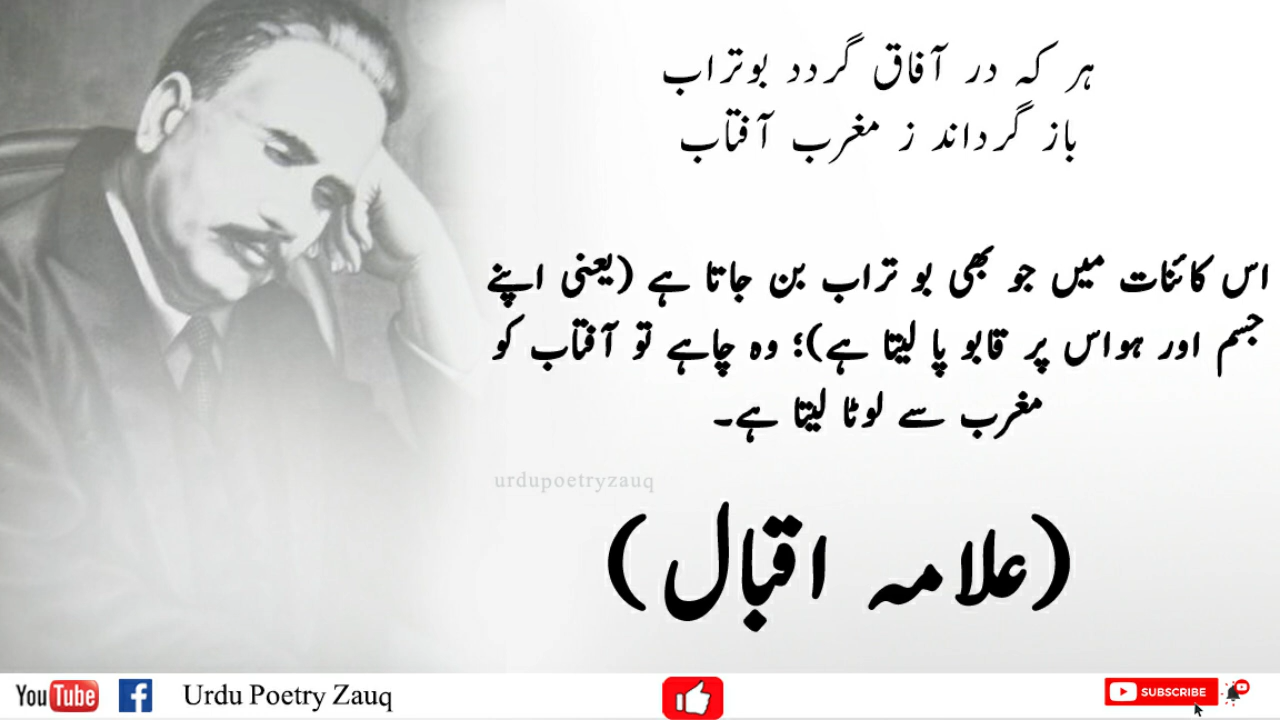 ہر کہ در آفاق گردد بوتراب
باز گرداند ز مغرب آفتاب
اس کائنات میں جو بھی بو تراب بن جاتا ہے (یعنی اپنے
جسم اور ہواس پر قابو پا لیتا ہے)؛ وہ چاہے تو آفتاب کو
مغرب سے لوٹا لیتا ہے۔
urdupoetryzauq
(علامہ اقبال)
YouTube f Urdu Poetry Zauq SUBSCRIBE